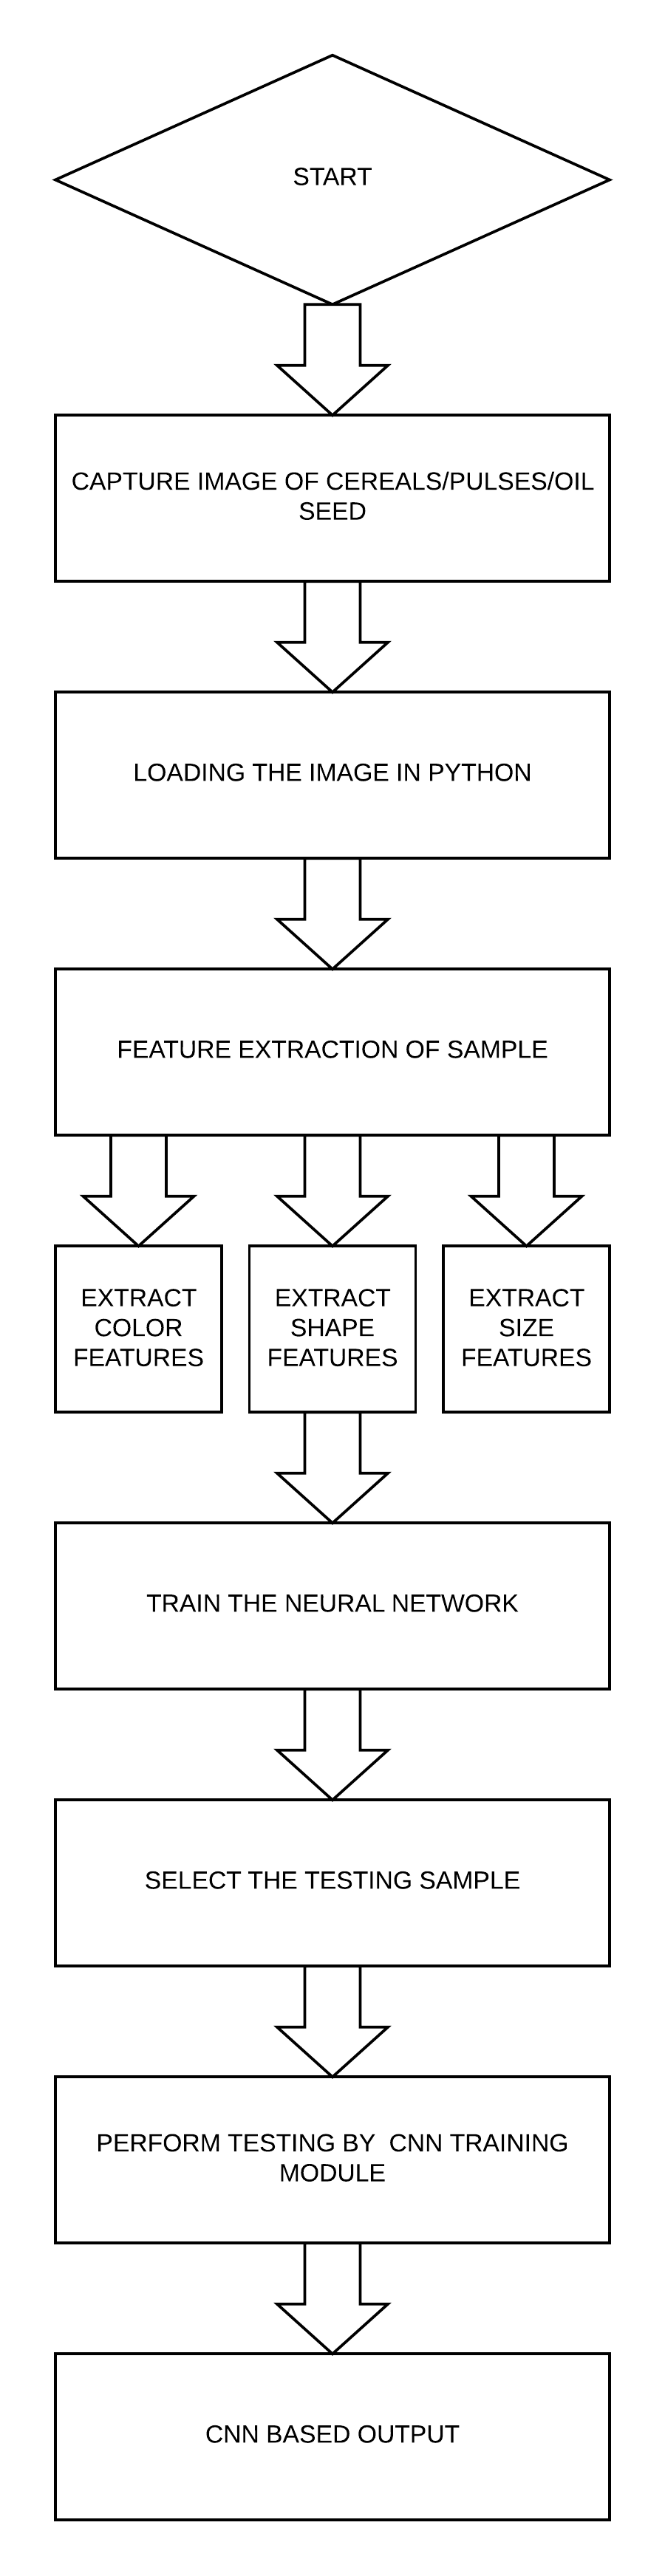 START
CAPTURE IMAGE OF CEREALS/PULSES/OIL
SEED
LOADING THE IMAGE IN PYTHON
FEATURE EXTRACTION OF SAMPLE
EXTRACT
COLOR
FEATURES
EXTRACT
SHAPE
FEATURES
EXTRACT
SIZE
FEATURES
TRAIN THE NEURAL NETWORK
SELECT THE TESTING SAMPLE
PERFORM TESTING BY  CNN TRAINING
MODULE
CNN BASED OUTPUT